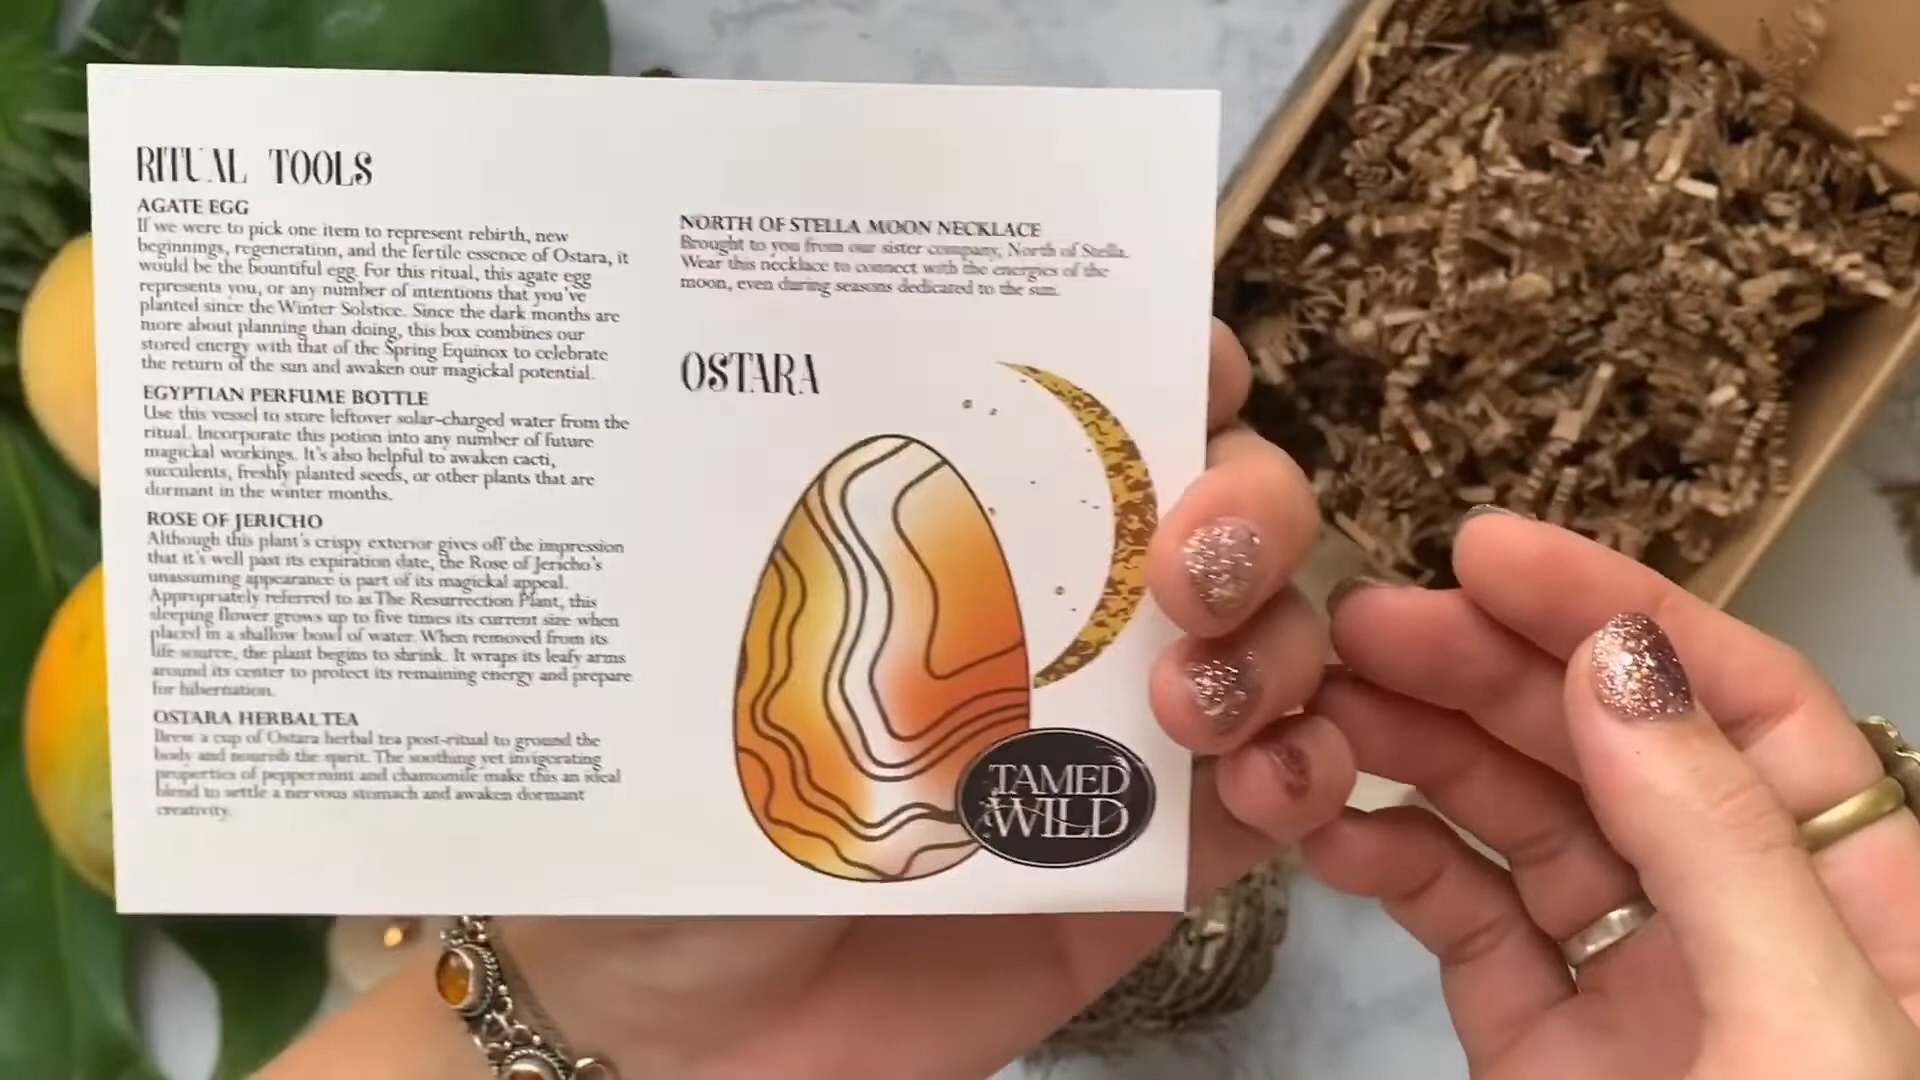 RITUAL TOOLS
AGATE EGG
If we were to pick one item to represent rebirth, new
beginnings, regeneration, and the fertile essence of Ostara, it
would be the bountiful egg. For this ritual, this agate egg
represents you, or any number of intentions that you've
planted since the Winter Solstice. Since the dark months are
more about planning than doing, this box combines our
stored energy with that of the Spring Equinox to celebrate
the return of the sun and awaken our magickal potential.
EGYPTIAN PERFUME BOTTLE
Use this vessel to store leftover solar-charged water from the
ritual. Incorporate this potion into any number of future
magickal workings. It's also helpful to awaken cacti,
succulents, freshly planted seeds, or other plants that are
dormant in the winter months.
ROSE OF JERICHO
Although this plant's crispy exterior gives off the impression
that it's well past its expiration date, the Rose of Jericho's
unassuming appearance is part of its magickal appeal.
Appropriately referred to as The Resurrection Plant, this
sleeping flower grows up to five times its current size when
placed in a shallow bowl of water. When removed from its
life source, the plant begins to shrink. It wraps its leafy arms
around its center to protect its remaining energy and prepare
for hibernation.
OSTARA HERBAL TEA
Brew a cup of Ostara herbal tea post-ritual to ground the
body and nourish the spirit. The soothing yet invigorating
properties of peppermint and chamomile make this an ideal
blend to settle a nervous stomach and awaken dormant
creativity.
NORTH OF STELLA MOON NECKLACE
Brought to you from our sister company, North of Stella.
Wear this necklace to connect with the energies of the
moon, even during seasons dedicated to the sun.
OSTARA
TAMED
WILD